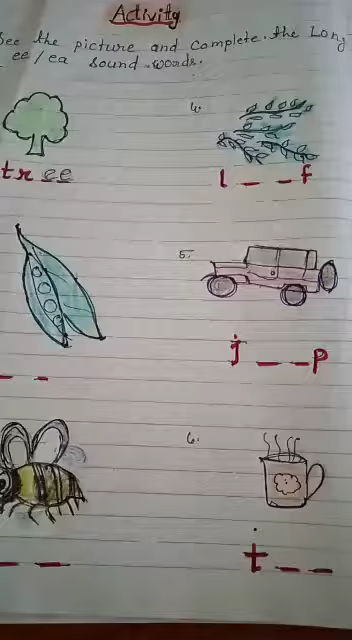 Activity
See the picture and complete the Long
ee/ea sound words.
tree
4.
l _ _ _ f
5.
j _ _ _ p
_ _
6.
t _ _ _
_ _